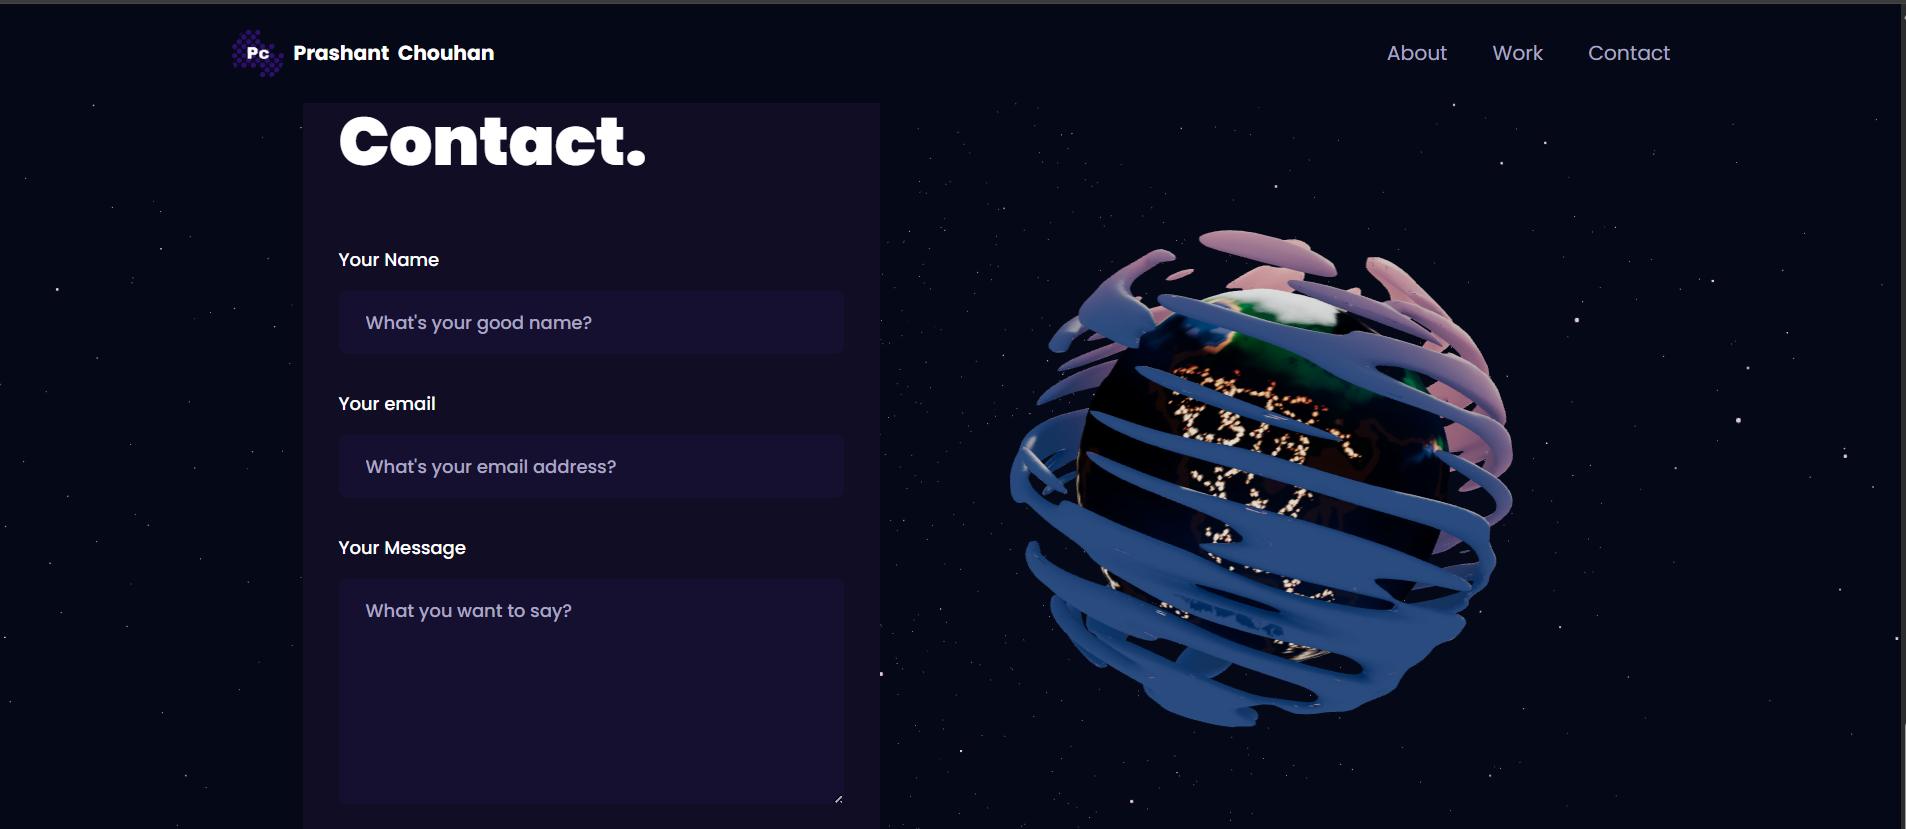 Pc Prashant Chouhan
About Work Contact
Contact.
Your Name
What's your good name?
Your email
What's your email address?
Your Message
What you want to say?